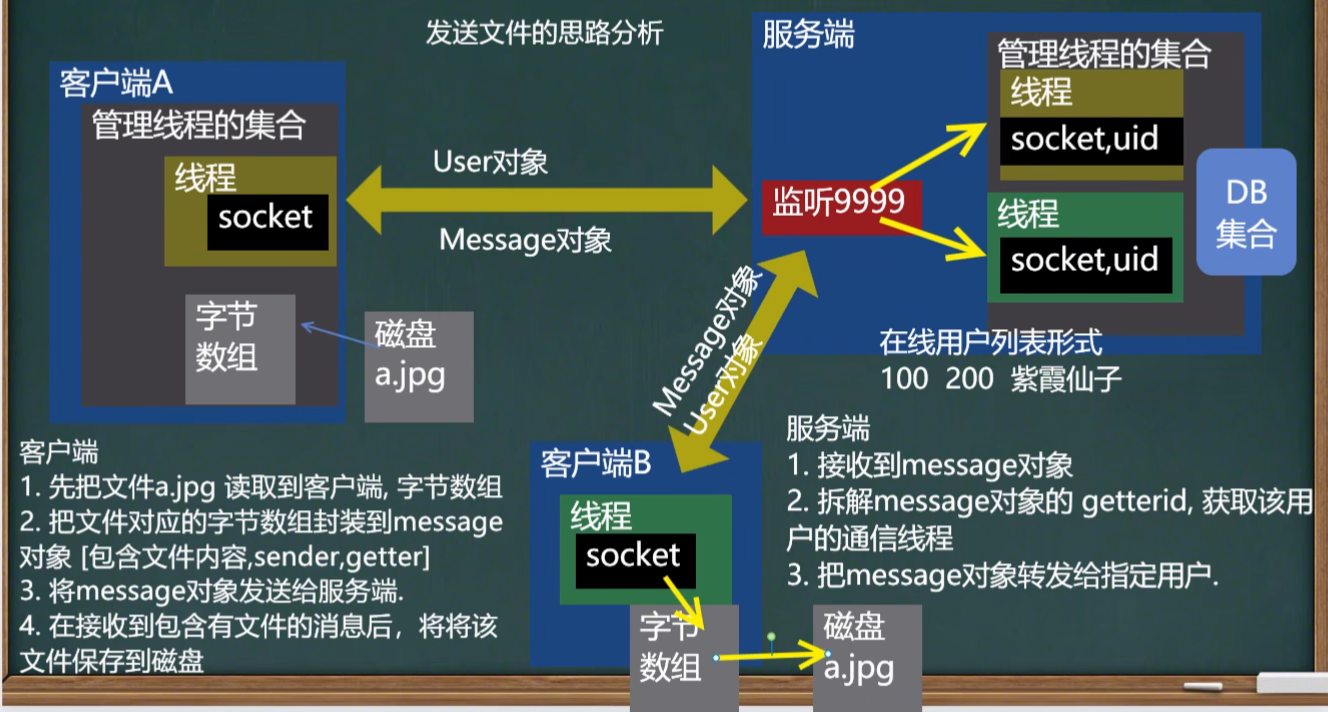 发送文件的思路分析
客户端A
管理线程的集合
线程
socket
字节
数组
磁盘
a.jpg
User对象
Message对象
服务端
管理线程的集合
线程
socket,uid
监听9999
线程
socket,uid
DB
集合
在线用户列表形式
100 200 紫霞仙子
Message对象
User对象
客户端
1. 先把文件a.jpg 读取到客户端, 字节数组
2. 把文件对应的字节数组封装到message
对象 [包含文件内容,sender,getter]
3. 将message对象发送给服务端.
4. 在接收到包含有文件的消息后，将将该
文件保存到磁盘
客户端B
线程
socket
字节
数组
磁盘
a.jpg
服务端
1. 接收到message对象
2. 拆解message对象的 getterid, 获取该用
户的通信线程
3. 把message对象转发给指定用户.